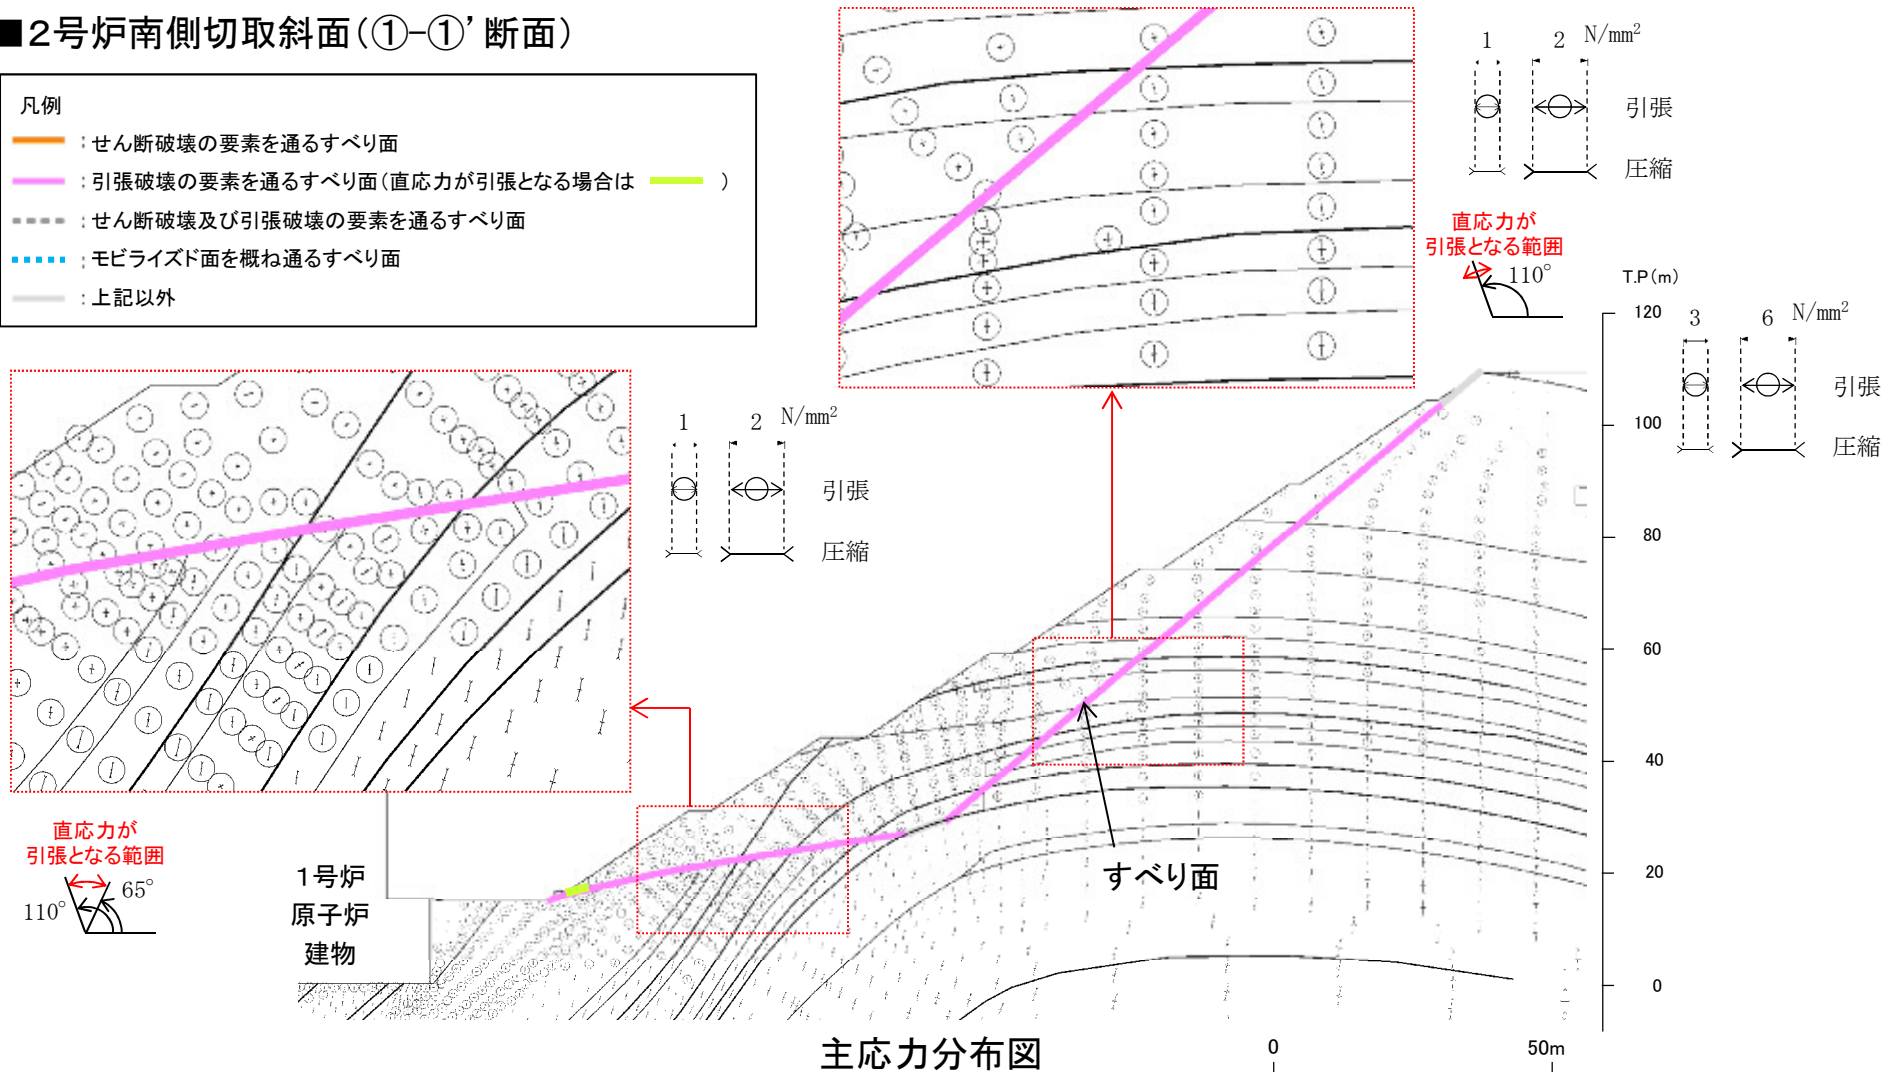 ■2号炉南側切取斜面(①-①’断面)
凡例
:せん断破壊の要素を通るすべり面
:引張破壊の要素を通るすべり面(直応力が引張となる場合は )
:せん断破壊及び引張破壊の要素を通るすべり面
:モビライズド面を概ね通るすべり面
:上記以外
1 2 N/mm²
引張
圧縮
直応力が
引張となる範囲
110°
T.P(m)
120
100
80
60
40
20
0
3 6 N/mm²
引張
圧縮
1 2 N/mm²
引張
圧縮
直応力が
引張となる範囲
110° 65°
1号炉
原子炉
建物
すべり面
主応力分布図
0 50m